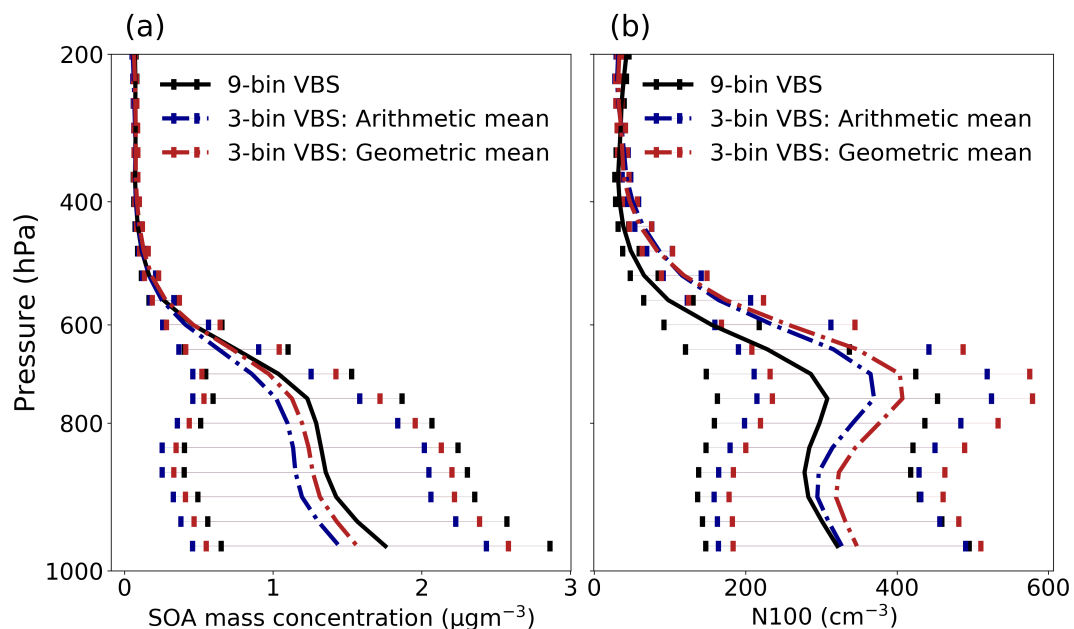 (a)
(b)
200
400
600
800
1000
Pressure (hPa)
9-bin VBS
3-bin VBS: Arithmetic mean
3-bin VBS: Geometric mean
9-bin VBS
3-bin VBS: Arithmetic mean
3-bin VBS: Geometric mean
0 1 2 3
SOA mass concentration (μgm⁻³)
0 200 400 600
N100 (cm⁻³)